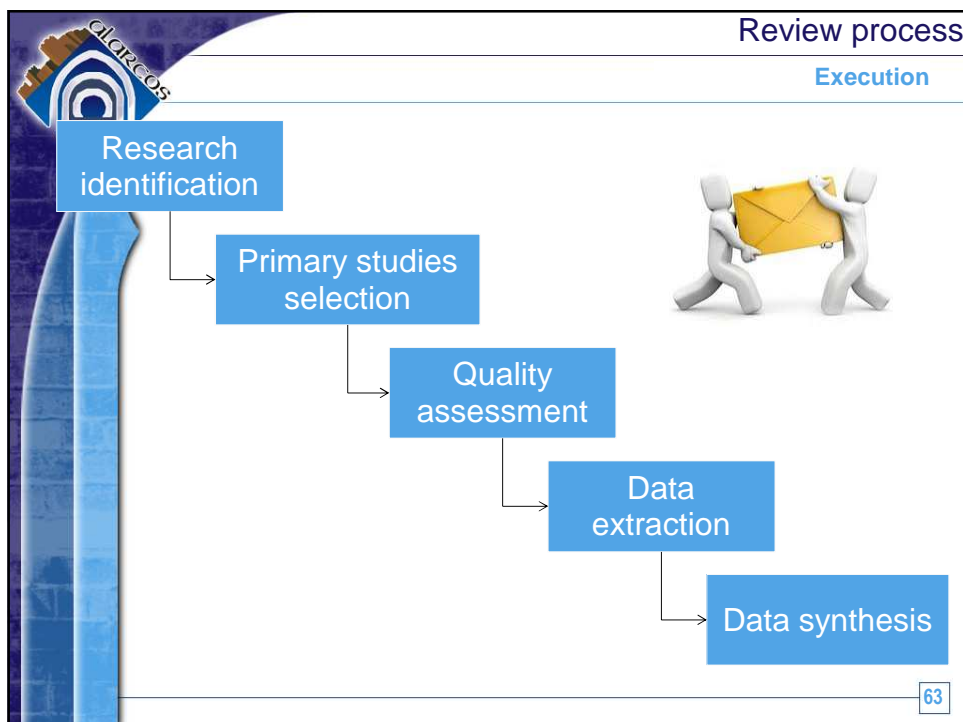 alarcos
Review process
Execution
Research
identification
Primary studies
selection
Quality
assessment
Data
extraction
Data synthesis
63